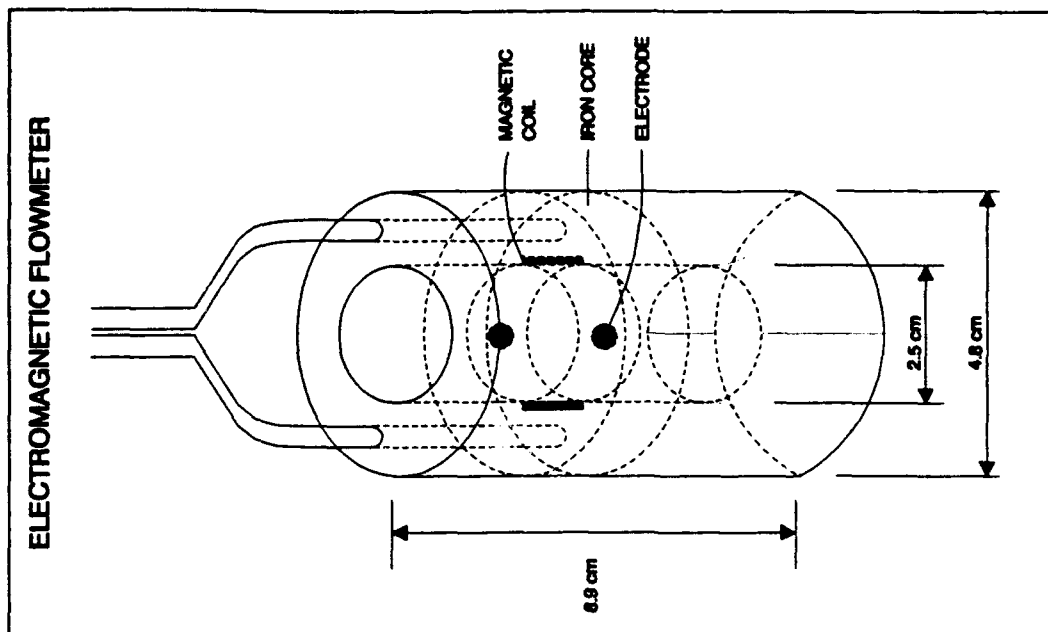 ELECTROMAGNETIC FLOWMETER
MAGNETIC
COIL
IRON CORE
ELECTRODE
8.9 cm
2.5 cm
4.8 cm